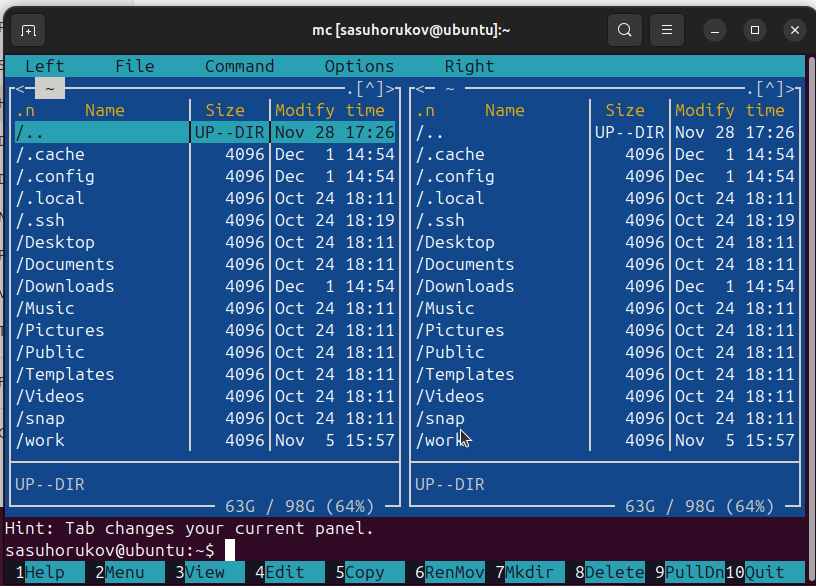 mc [sasuhorukov@ubuntu]:~
Left File Command Options Right
<- ~ .[^]> <- ~ .[^]>
.n Name Size Modify time .n Name Size Modify time
/.. UP--DIR Nov 28 17:26 /.. UP--DIR Nov 28 17:26
/.cache 4096 Dec 1 14:54 /.cache 4096 Dec 1 14:54
/.config 4096 Dec 1 14:54 /.config 4096 Dec 1 14:54
/.local 4096 Oct 24 18:11 /.local 4096 Oct 24 18:11
/.ssh 4096 Oct 24 18:19 /.ssh 4096 Oct 24 18:19
/Desktop 4096 Oct 24 18:11 /Desktop 4096 Oct 24 18:11
/Documents 4096 Oct 24 18:11 /Documents 4096 Oct 24 18:11
/Downloads 4096 Dec 1 14:54 /Downloads 4096 Dec 1 14:54
/Music 4096 Oct 24 18:11 /Music 4096 Oct 24 18:11
/Pictures 4096 Oct 24 18:11 /Pictures 4096 Oct 24 18:11
/Public 4096 Oct 24 18:11 /Public 4096 Oct 24 18:11
/Templates 4096 Oct 24 18:11 /Templates 4096 Oct 24 18:11
/Videos 4096 Oct 24 18:11 /Videos 4096 Oct 24 18:11
/snap 4096 Oct 24 18:11 /snap 4096 Oct 24 18:11
/work 4096 Nov 5 15:57 /work 4096 Nov 5 15:57
UP--DIR UP--DIR
63G / 98G (64%) 63G / 98G (64%)
Hint: Tab changes your current panel.
sasuhorukov@ubuntu:~$
1Help 2Menu 3View 4Edit 5Copy 6RenMov 7Mkdir 8Delete 9PullDn 10Quit